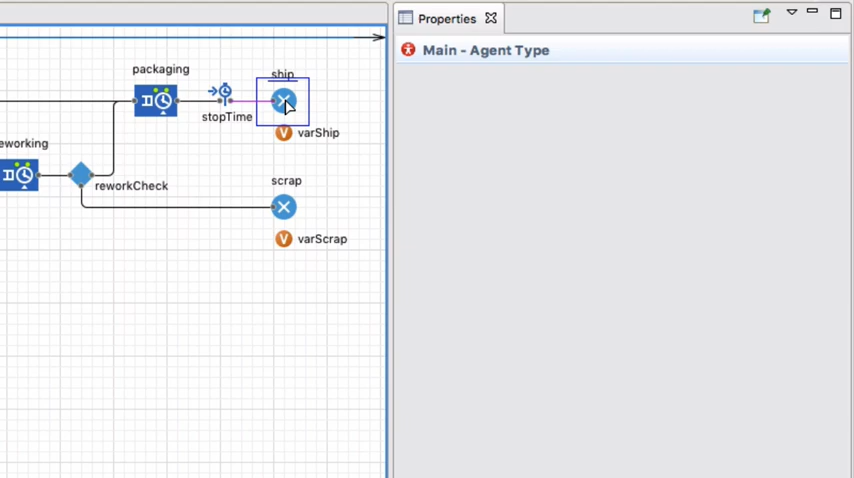 Properties
Main - Agent Type
packaging
ship
stopTime
varShip
eworking
reworkCheck
scrap
varScrap